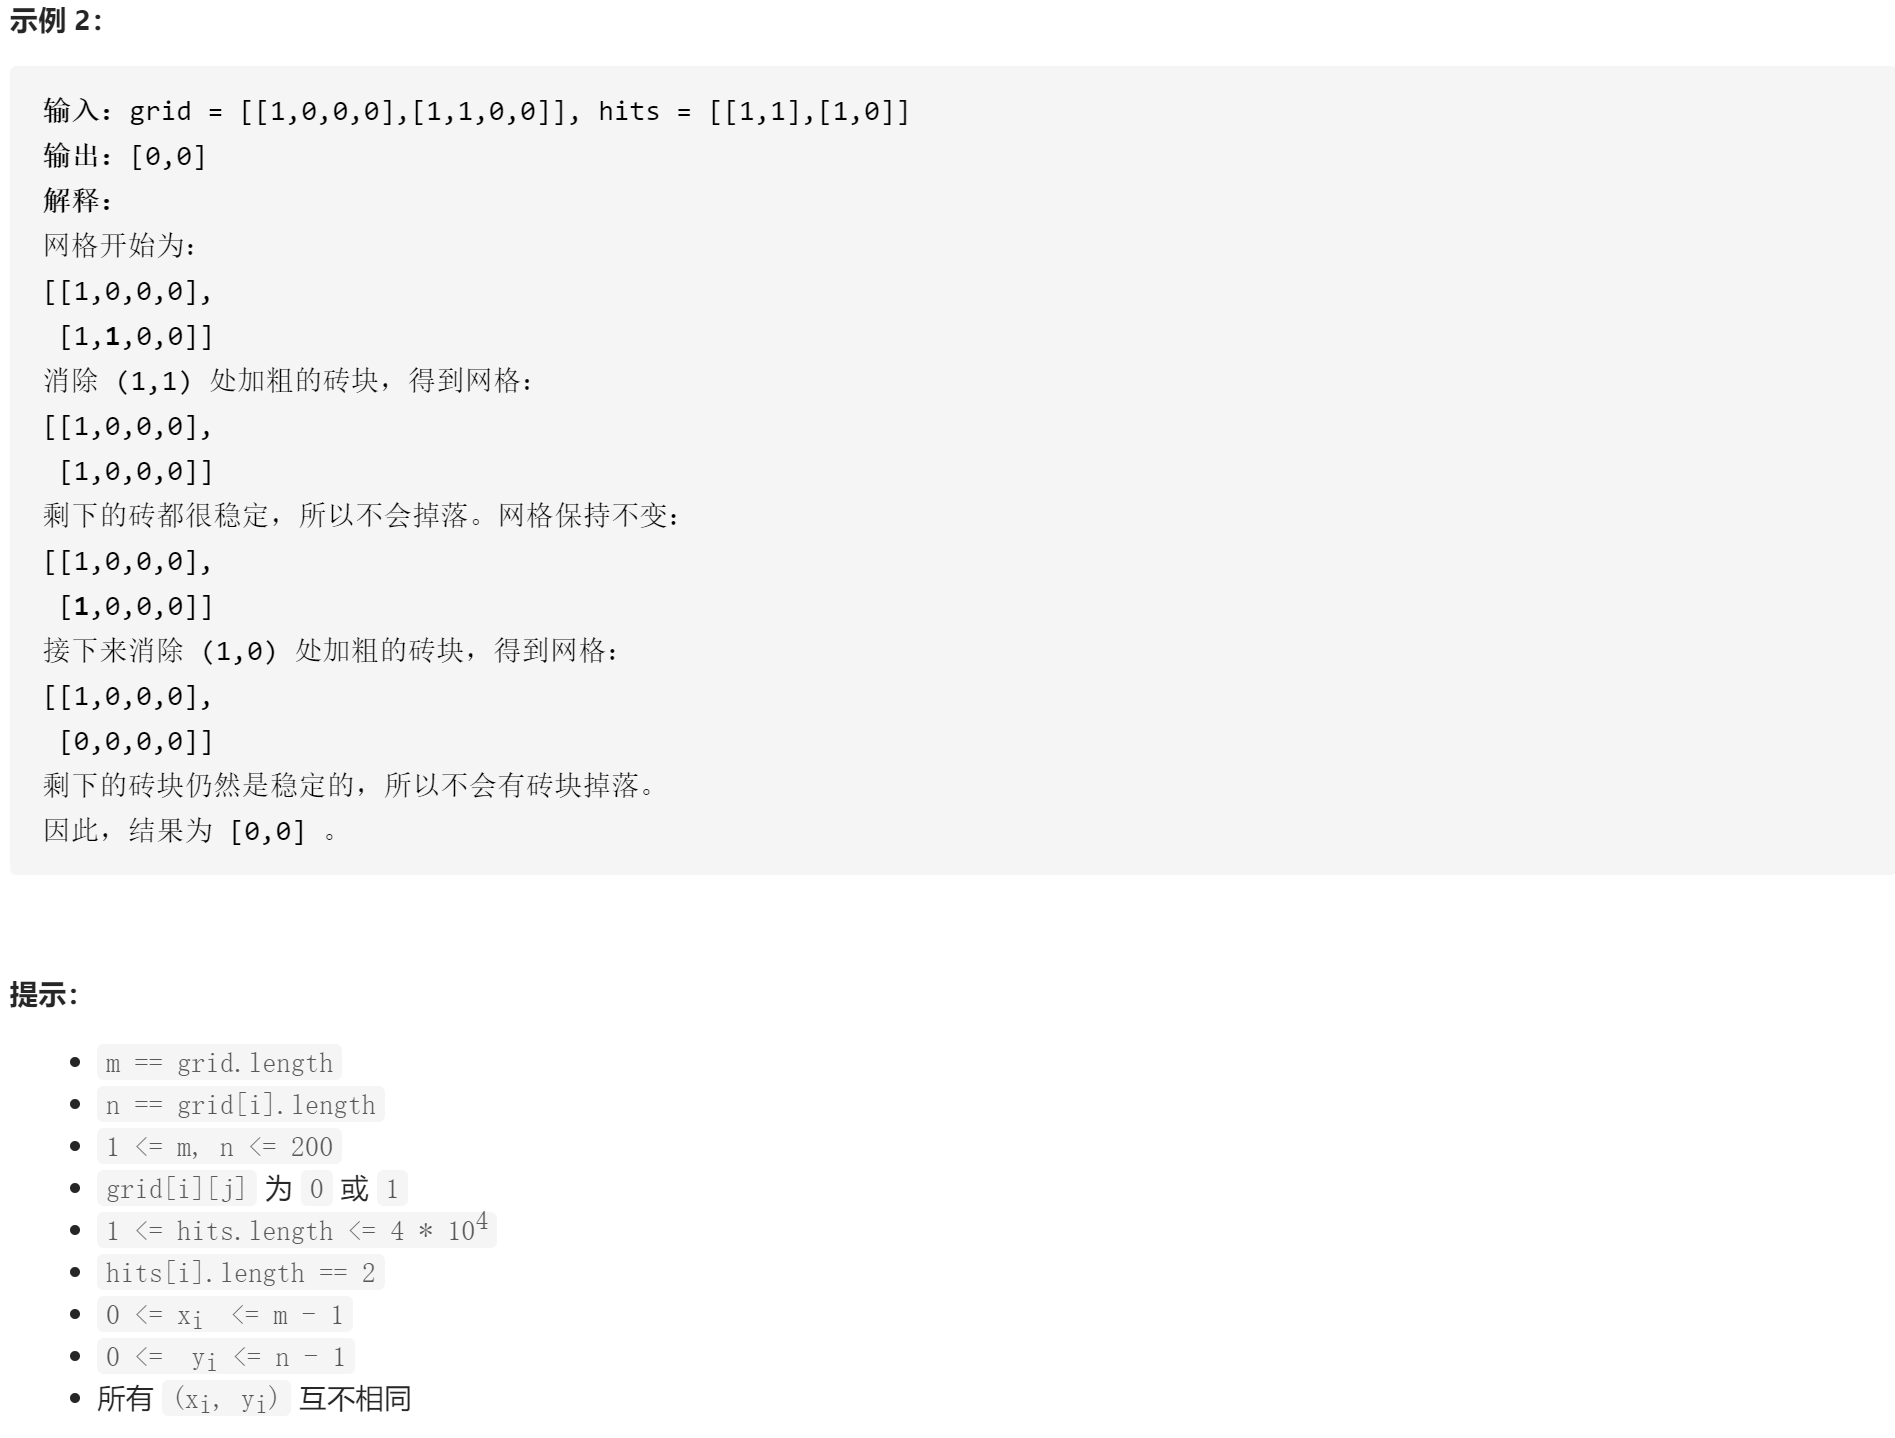 示例 2：
输入：grid = [[1,0,0,0],[1,1,0,0]], hits = [[1,1],[1,0]]
输出：[0,0]
解释：
网格开始为：
[[1,0,0,0],
 [1,1,0,0]]
消除 (1,1) 处加粗的砖块，得到网格：
[[1,0,0,0],
 [1,0,0,0]]
剩下的砖都很稳定，所以不会掉落。网格保持不变：
[[1,0,0,0],
 [1,0,0,0]]
接下来消除 (1,0) 处加粗的砖块，得到网格：
[[1,0,0,0],
 [0,0,0,0]]
剩下的砖块仍然是稳定的，所以不会有砖块掉落。
因此，结果为 [0,0] 。
提示：
m == grid.length
n == grid[i].length
1 <= m, n <= 200
grid[i][j] 为 0 或 1
1 <= hits.length <= 4 * 10⁴
hits[i].length == 2
0 <= xᵢ <= m - 1
0 <= yᵢ <= n - 1
所有 (xᵢ, yᵢ) 互不相同